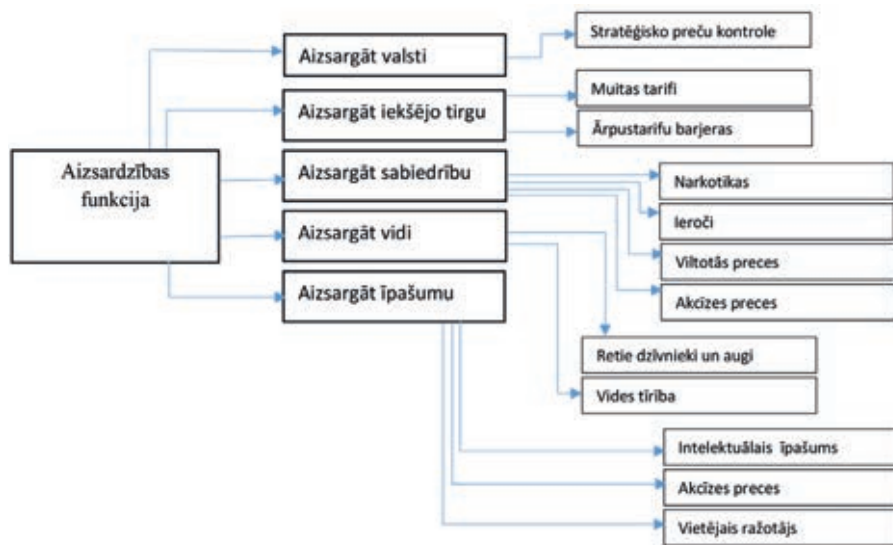 Aizsardzības
funkcija
Aizsargāt valsti
Stratēģisko preču kontrole
Aizsargāt iekšējo tirgu
Muitas tarifi
Ārpustarifu barjeras
Aizsargāt sabiedrību
Narkotikas
Ieroči
Viltotās preces
Akcīzes preces
Aizsargāt vidi
Retie dzīvnieki un augi
Vides tīrība
Aizsargāt īpašumu
Intelektuālais īpašums
Akcīzes preces
Vietējais ražotājs